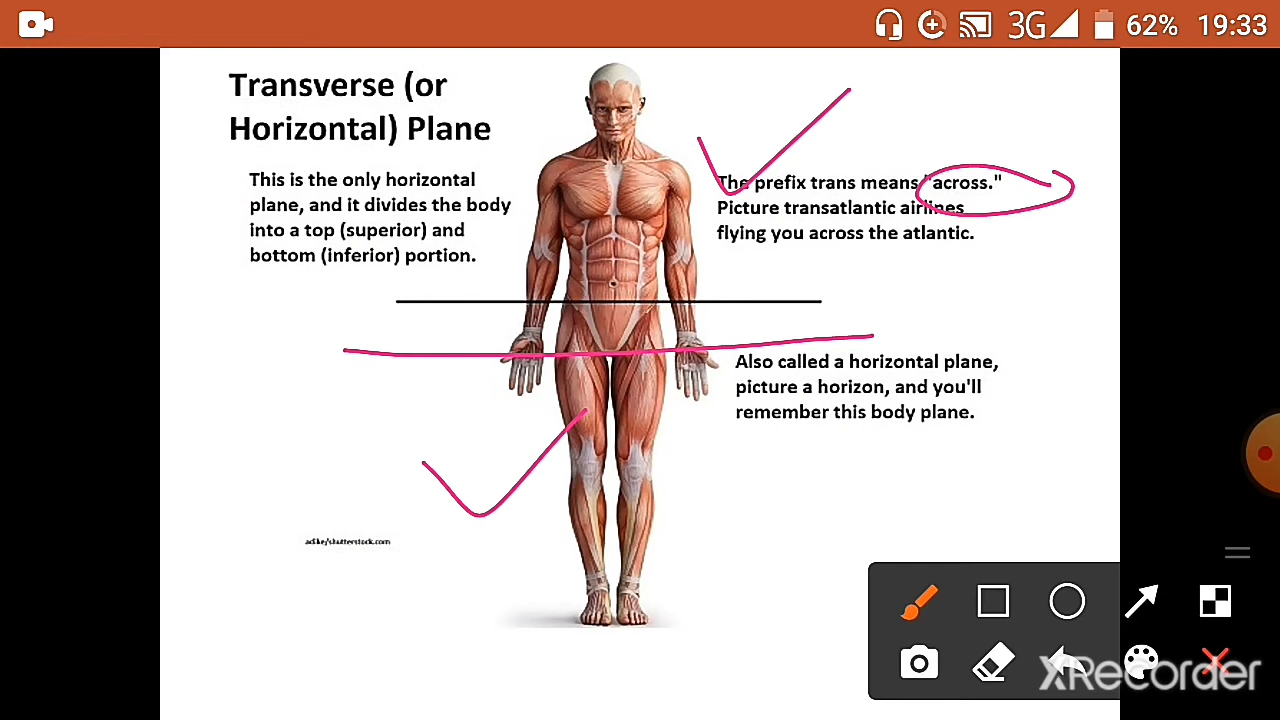 3G 62% 19:33
Transverse (or
Horizontal) Plane
This is the only horizontal
plane, and it divides the body
into a top (superior) and
bottom (inferior) portion.
The prefix trans means "across."
Picture transatlantic airlines
flying you across the atlantic.
Also called a horizontal plane,
picture a horizon, and you'll
remember this body plane.
adike/shutterstock.com
XRecorder